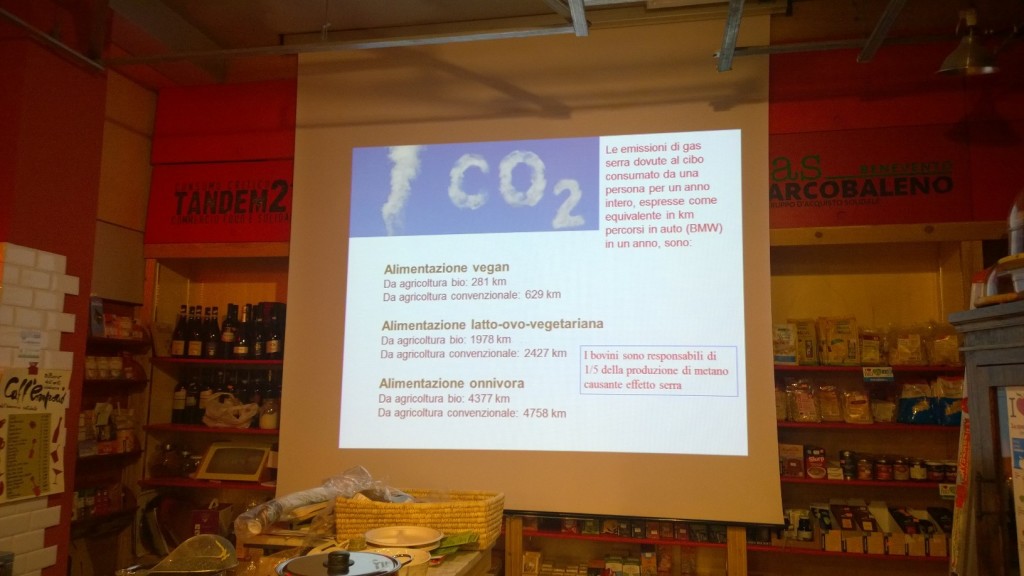 TANDEM2
CO2
Le emissioni di gas
serra dovute al cibo
consumato da una
persona per un anno
intero, espresse come
equivalente in km
percorsi in auto (BMW)
in un anno, sono:
Alimentazione vegan
Da agricoltura bio: 281 km
Da agricoltura convenzionale: 629 km
Alimentazione latto-ovo-vegetariana
Da agricoltura bio: 1978 km
Da agricoltura convenzionale: 2427 km
I bovini sono responsabili di
1/5 della produzione di metano
causante effetto serra
Alimentazione onnivora
Da agricoltura bio: 4377 km
Da agricoltura convenzionale: 4758 km
as BENEVENTO
ARCOBALENO